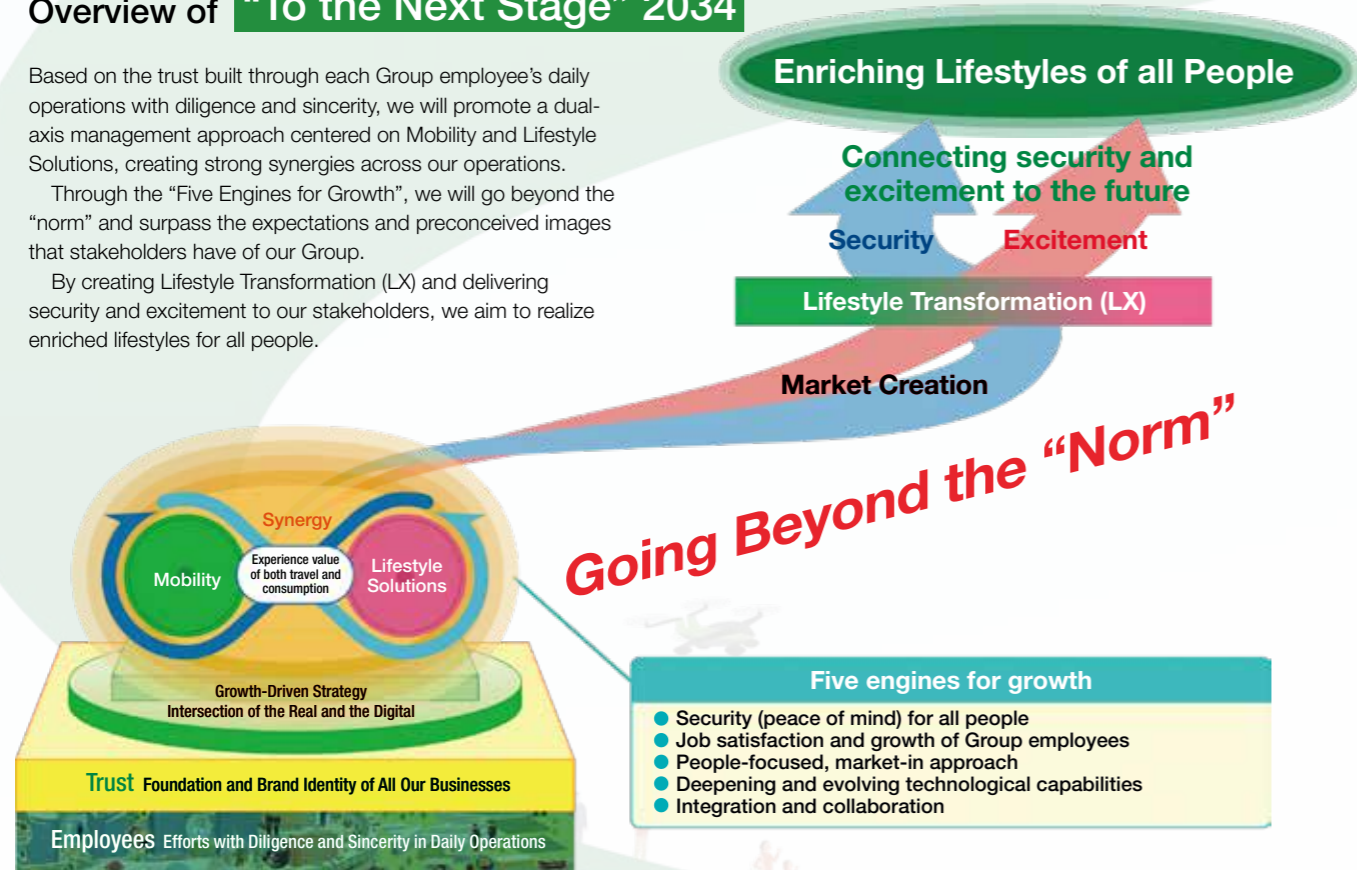 Overview of "To the Next Stage" 2034
Based on the trust built through each Group employee's daily
operations with diligence and sincerity, we will promote a dual-
axis management approach centered on Mobility and Lifestyle
Solutions, creating strong synergies across our operations.
Through the "Five Engines for Growth", we will go beyond the
"norm" and surpass the expectations and preconceived images
that stakeholders have of our Group.
By creating Lifestyle Transformation (LX) and delivering
security and excitement to our stakeholders, we aim to realize
enriched lifestyles for all people.
Enriching Lifestyles of all People
Connecting security and
excitement to the future
Security
Excitement
Lifestyle Transformation (LX)
Market Creation
Going Beyond the "Norm"
Synergy
Mobility
Experience value
of both travel and
consumption
Lifestyle
Solutions
Growth-Driven Strategy
Intersection of the Real and the Digital
Trust Foundation and Brand Identity of All Our Businesses
Employees Efforts with Diligence and Sincerity in Daily Operations
Five engines for growth
● Security (peace of mind) for all people
● Job satisfaction and growth of Group employees
● People-focused, market-in approach
● Deepening and evolving technological capabilities
● Integration and collaboration